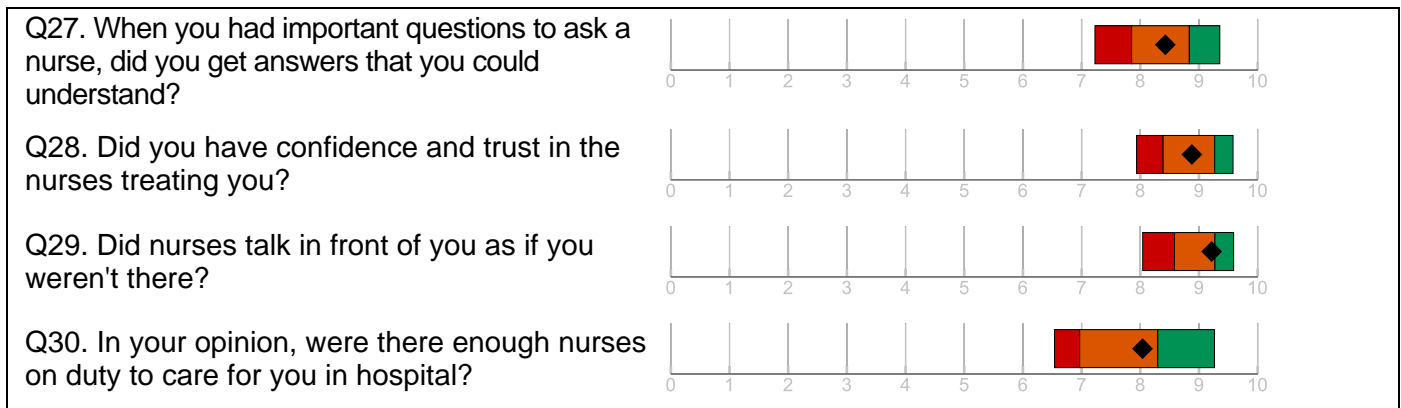 Q27. When you had important questions to ask a
nurse, did you get answers that you could
understand?
0 1 2 3 4 5 6 7 8 9 10
Q28. Did you have confidence and trust in the
nurses treating you?
0 1 2 3 4 5 6 7 8 9 10
Q29. Did nurses talk in front of you as if you
weren't there?
0 1 2 3 4 5 6 7 8 9 10
Q30. In your opinion, were there enough nurses
on duty to care for you in hospital?
0 1 2 3 4 5 6 7 8 9 10